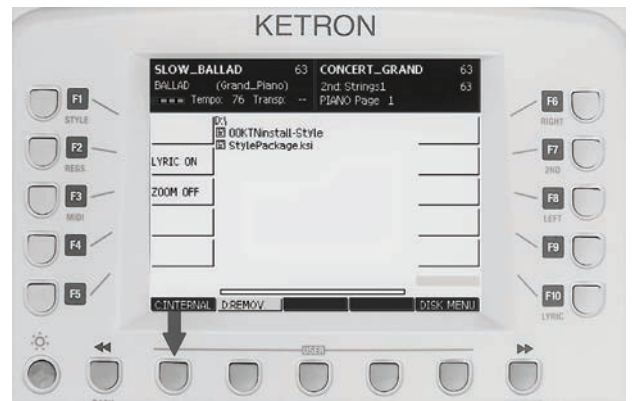 KETRON
SLOW_BALLAD 63 CONCERT_GRAND 63
BALLAD (Grand_Piano) 2nd: Strings1 63
Tempo: 76 Transp: -- PIANO Page 1
D:\
00KTNinstall-Style
StylePackage.ksi
LYRIC ON
ZOOM OFF
C:INTERNAL D:REMOV DISK MENU
F1
STYLE
F2
REGS
F3
MIDI
F4
F5
F6
RIGHT
F7
2ND
F8
LEFT
F9
F10
LYRIC
USER